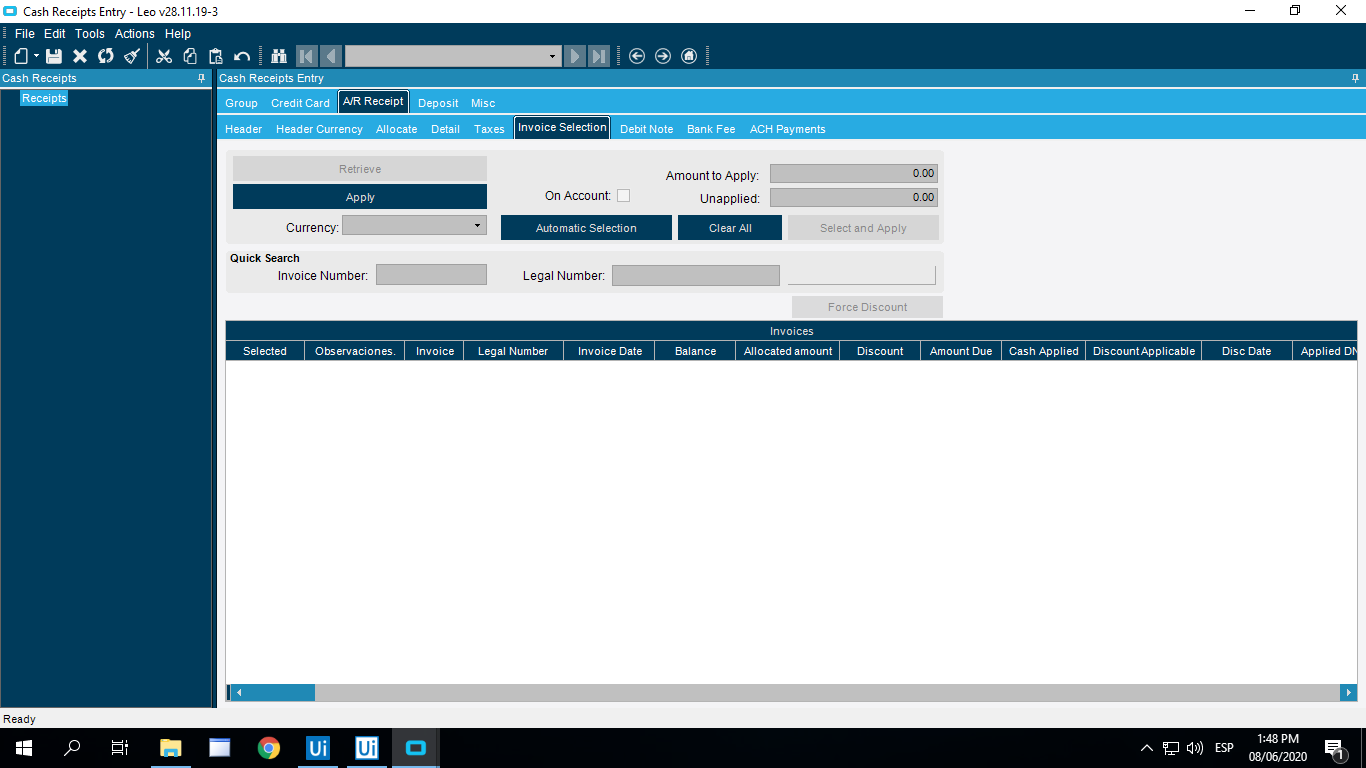 Cash Receipts Entry - Leo v28.11.19-3
File Edit Tools Actions Help
Cash Receipts
Cash Receipts Entry
Receipts
Group Credit Card A/R Receipt Deposit Misc
Header Header Currency Allocate Detail Taxes Invoice Selection Debit Note Bank Fee ACH Payments
Retrieve
Amount to Apply: 0.00
Apply
On Account:
Unapplied: 0.00
Currency:
Automatic Selection Clear All Select and Apply
Quick Search
Invoice Number: Legal Number:
Force Discount
Invoices
Selected Observaciones. Invoice Legal Number Invoice Date Balance Allocated amount Discount Amount Due Cash Applied Discount Applicable Disc Date Applied DN
Ready
Ui Ui
ESP
1:48 PM
08/06/2020
1